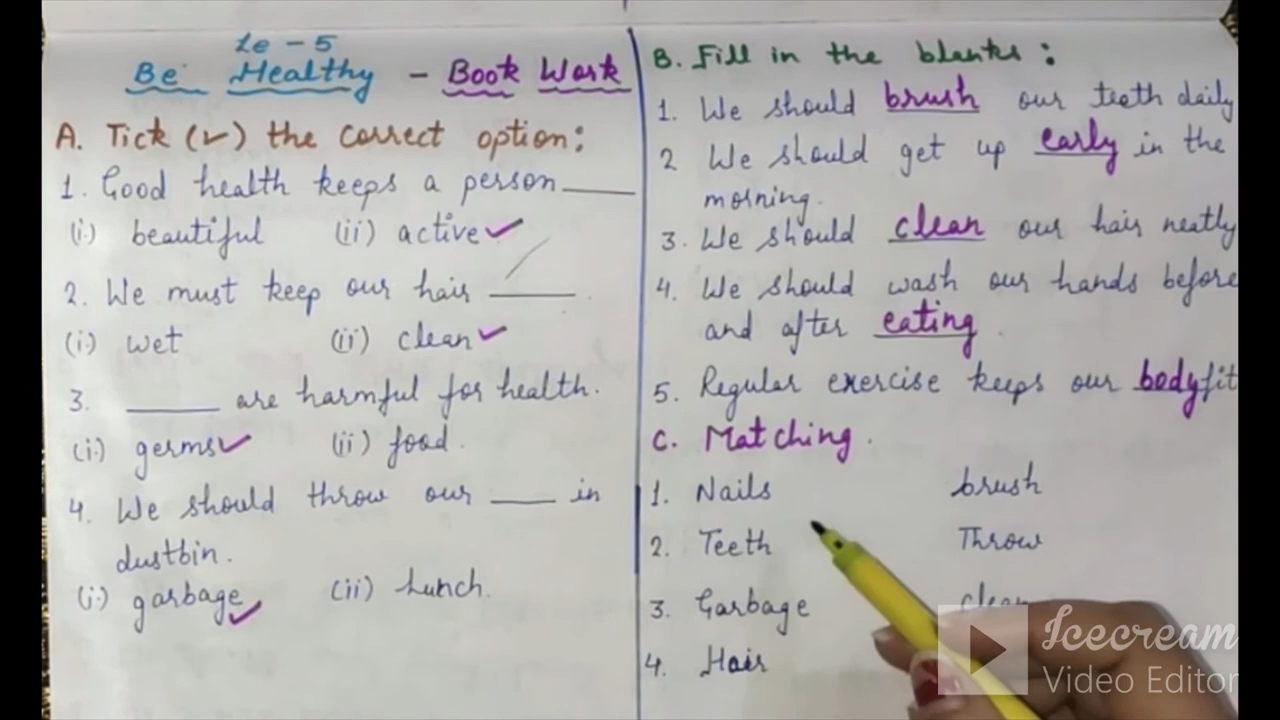 Le - 5
Be Healthy - Book Work
A. Tick (✓) the correct option:
1. Good health keeps a person ____
(i.) beautiful (ii) active ✓
2. We must keep our hair ____.
(i.) wet (ii) clean ✓
3. ____ are harmful for health.
(i.) germs ✓ (ii) food.
4. We should throw our ____ in
dustbin.
(i.) garbage ✓ (ii) Lunch.
B. Fill in the blanks:
1. We should brush our teeth daily
2 We should get up early in the
morning.
3. We should clean our hair neatly
4. We should wash our hands before
and after eating.
5. Regular exercise keeps our body fit
C. Matching.
1. Nails brush
2. Teeth Throw
3. Garbage clean
4. Hair
Icecream
Video Editor